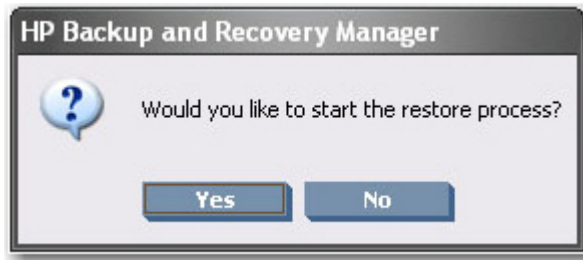 HP Backup and Recovery Manager
?
Would you like to start the restore process?
Yes No